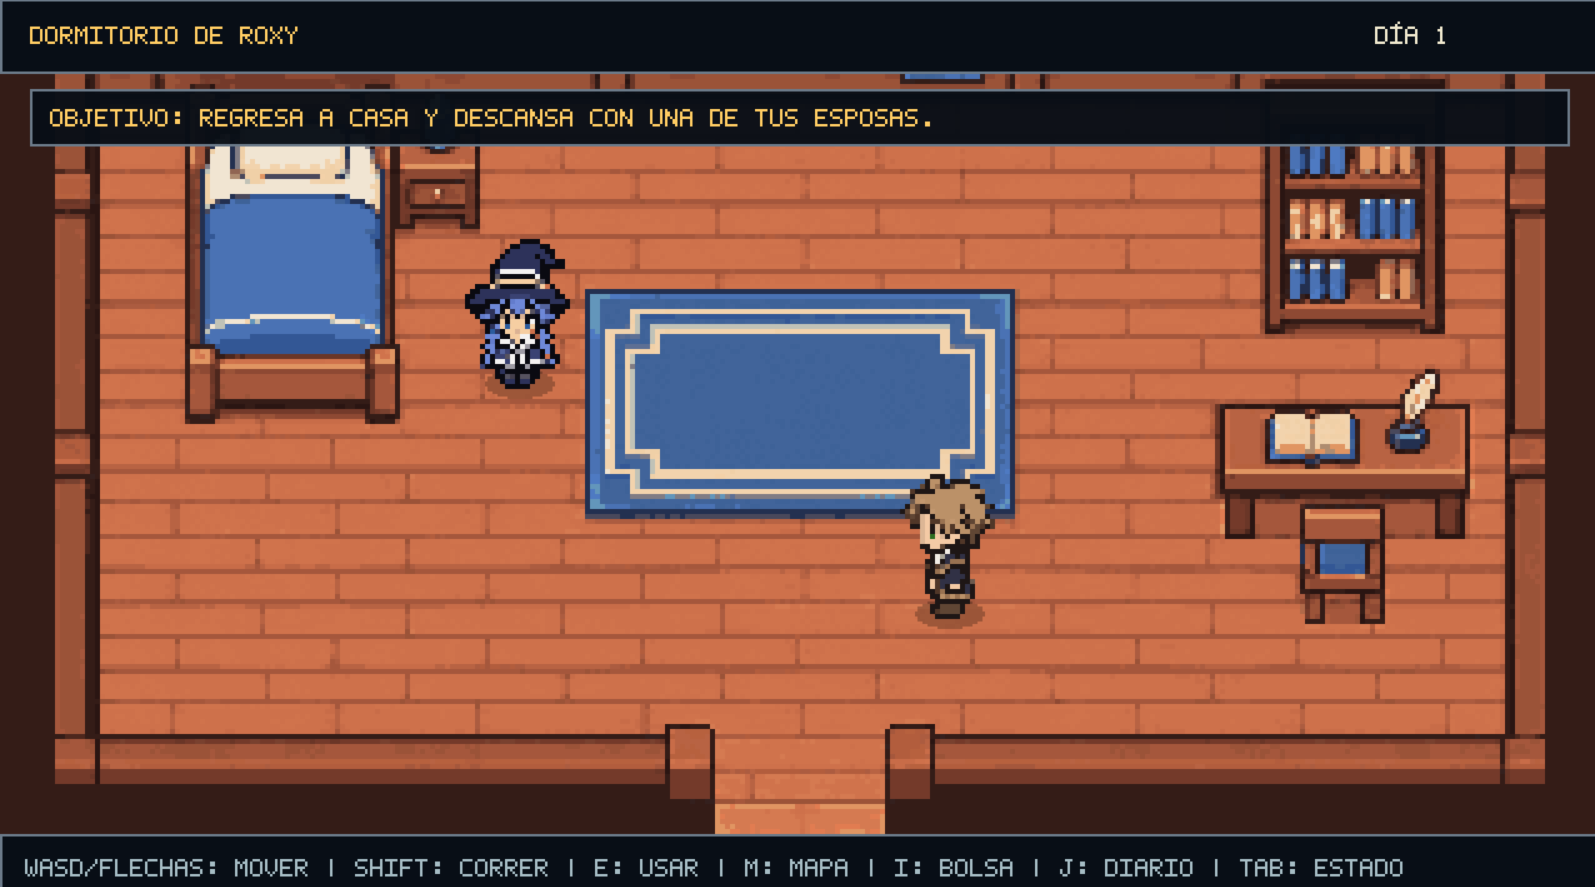 DORMITORIO DE ROXY
DÍA 1
OBJETIVO: REGRESA A CASA Y DESCANSA CON UNA DE TUS ESPOSAS.
WASD/FLECHAS: MOVER | SHIFT: CORRER | E: USAR | M: MAPA | I: BOLSA | J: DIARIO | TAB: ESTADO